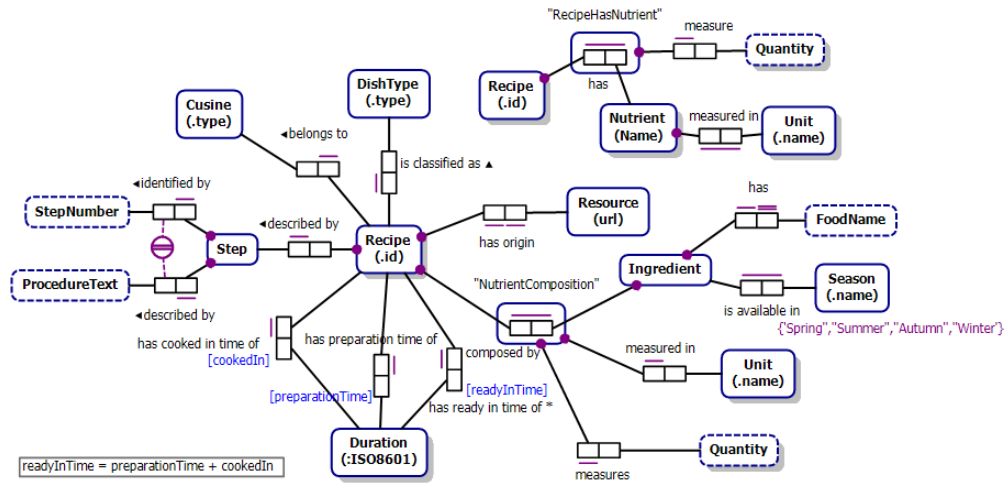 "RecipeHasNutrient"
measure
Quantity
Recipe
(.id)
has
Nutrient
(Name)
measured in
Unit
(.name)
DishType
(.type)
Cusine
(.type)
◄belongs to
is classified as ▲
◄identified by
StepNumber
◄described by
Step
Recipe
(.id)
ProcedureText
◄described by
Resource
(url)
has origin
has
FoodName
Ingredient
Season
(.name)
is available in
{'Spring","Summer","Autumn","Winter'}
"NutrientComposition"
composed by
measured in
Unit
(.name)
has cooked in time of
[cookedIn]
has preparation time of
[preparationTime]
[readyInTime]
has ready in time of *
Duration
(:ISO8601)
measures
Quantity
readyInTime = preparationTime + cookedIn